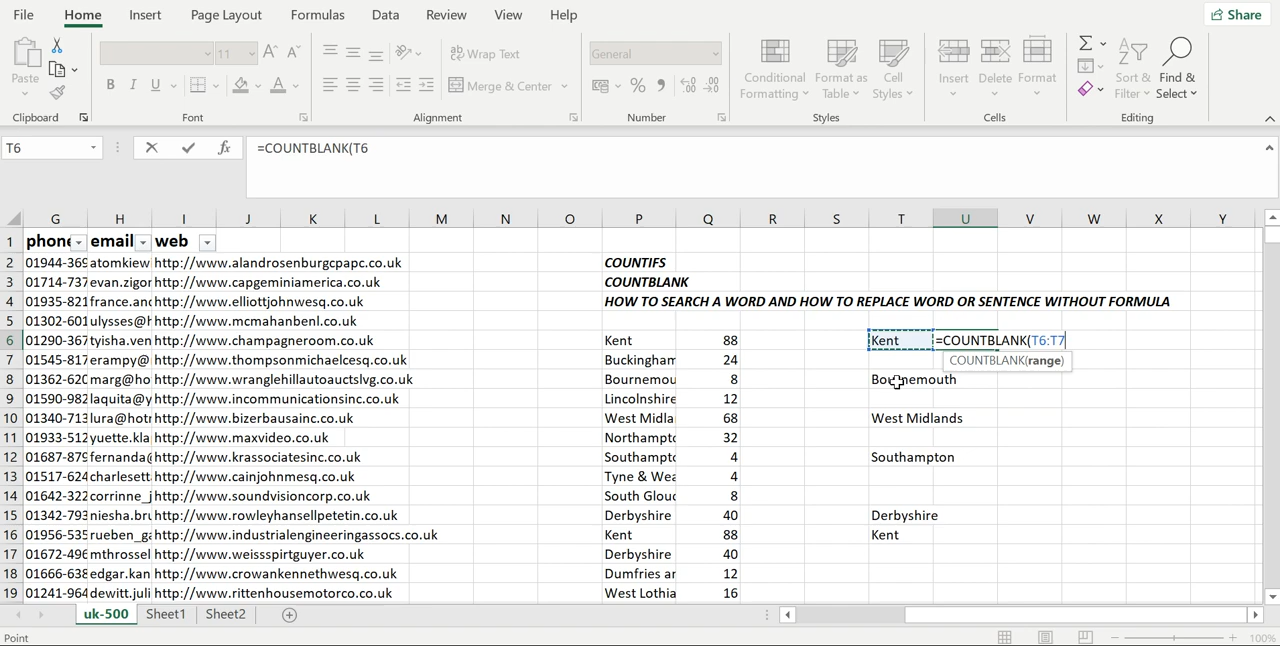 File Home Insert Page Layout Formulas Data Review View Help Share
Paste 11 A A Wrap Text General Conditional Formatting Format as Table Cell Styles Insert Delete Format Sort & Filter Find & Select
B I U A Merge & Center % ,
Clipboard Font Alignment Number Styles Cells Editing
T6 fx =COUNTBLANK(T6
G H I J K L M N O P Q R S T U V W X Y
1 phone email web
2 01944-369 atomkiew http://www.alandrosenburgcpapc.co.uk COUNTIFS
3 01714-737 evan.zigor http://www.capgeminiamerica.co.uk COUNTBLANK
4 01935-821 france.and http://www.elliottjohnwesq.co.uk HOW TO SEARCH A WORD AND HOW TO REPLACE WORD OR SENTENCE WITHOUT FORMULA
5 01302-601 ulysses@h http://www.mcmahanbenl.co.uk
6 01290-367 tyisha.ven http://www.champagneroom.co.uk Kent 88 Kent =COUNTBLANK(T6:T7
7 01545-817 erampy@ http://www.thompsonmichaelcesq.co.uk Buckingham 24 COUNTBLANK(range)
8 01362-620 marg@ho http://www.wranglehillautoauctslvg.co.uk Bournemou 8 Bournemouth
9 01590-982 laquita@y http://www.incommunicationsinc.co.uk Lincolnshire 12
10 01340-713 lura@hotr http://www.bizerbausainc.co.uk West Midla 68 West Midlands
11 01933-512 yuette.kla http://www.maxvideo.co.uk Northampto 32
12 01687-879 fernanda@ http://www.krassociatesinc.co.uk Southampto 4 Southampton
13 01517-624 charlesett http://www.cainjohnmesq.co.uk Tyne & Wea 4
14 01642-322 corrinne_j http://www.soundvisioncorp.co.uk South Glouc 8
15 01342-793 niesha.bru http://www.rowleyhansellpetetin.co.uk Derbyshire 40 Derbyshire
16 01956-535 rueben_ga http://www.industrialengineeringassocs.co.uk Kent 88 Kent
17 01672-496 mthrossel http://www.weissspirtguyer.co.uk Derbyshire 40
18 01666-638 edgar.kan http://www.crowankennethwesq.co.uk Dumfries an 12
19 01241-964 dewitt.juli http://www.rittenhousemotorco.co.uk West Lothia 16
uk-500 Sheet1 Sheet2
Point 100%